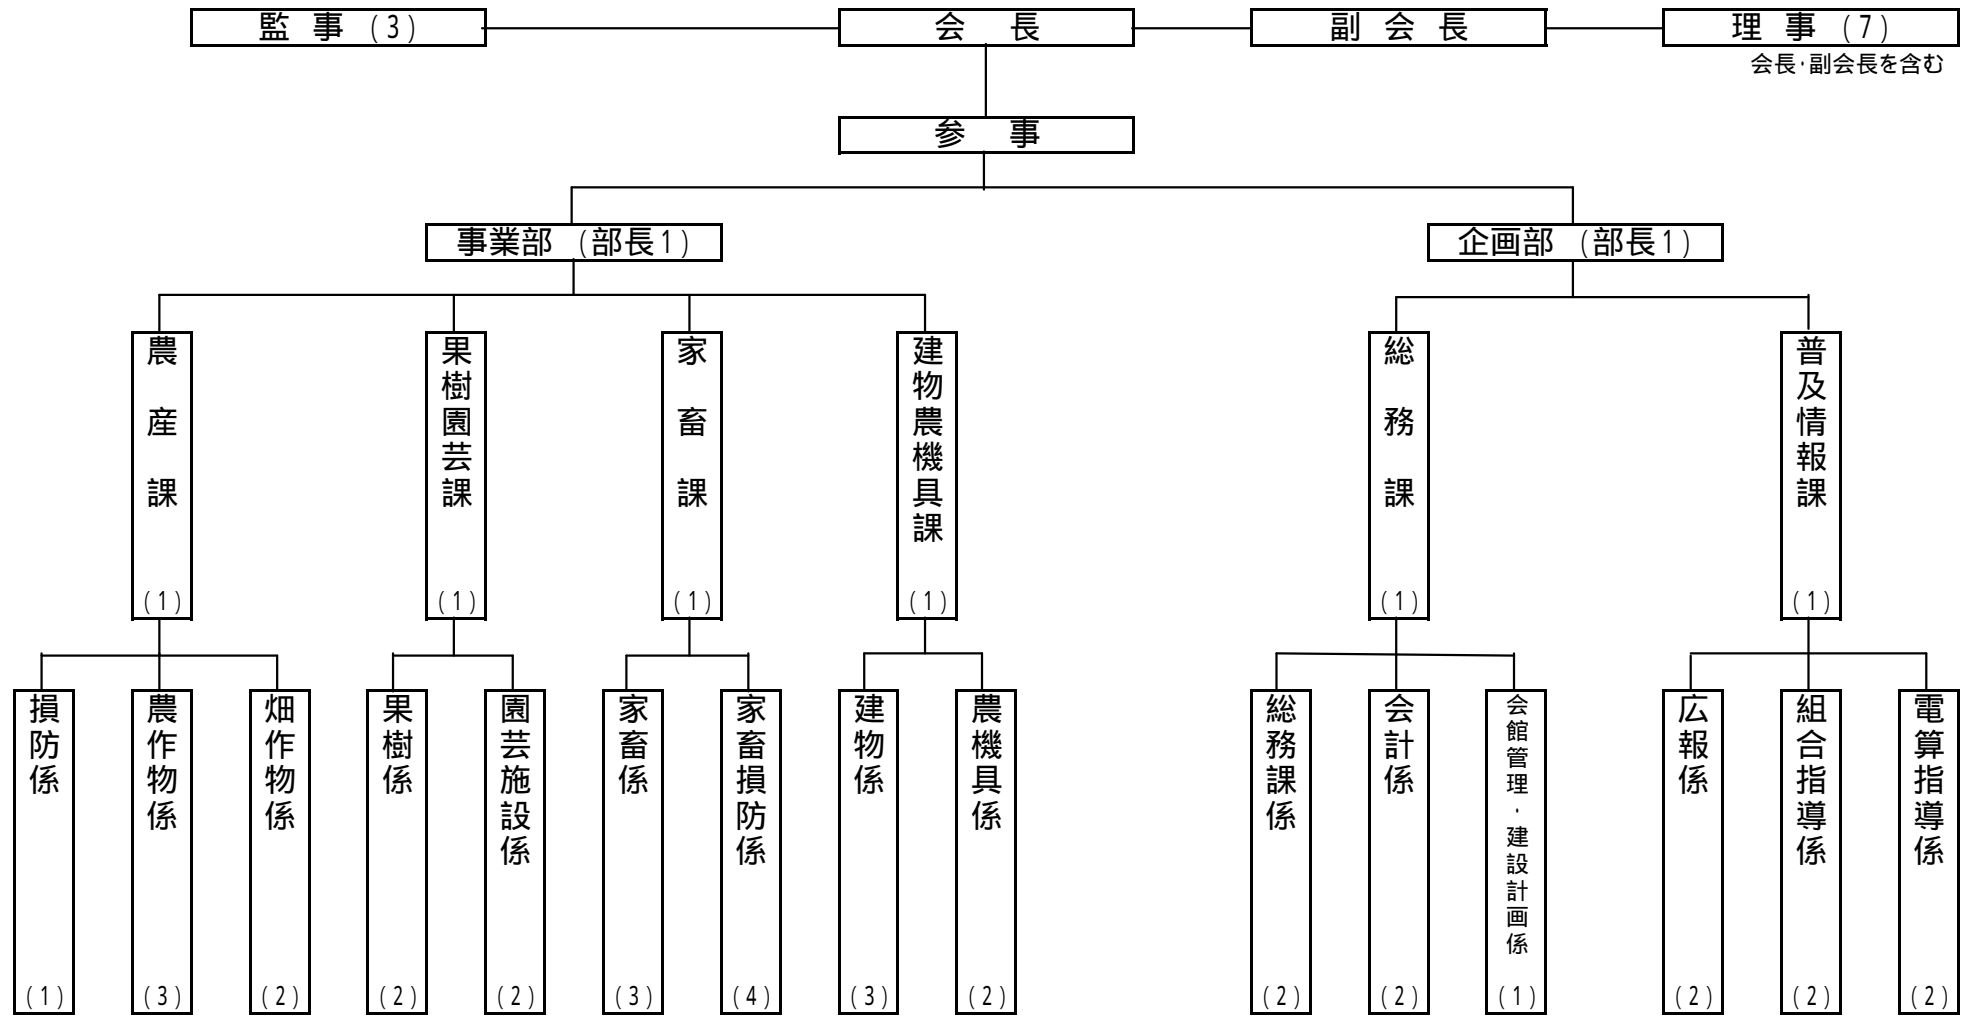 監 事 (3)
会 長
副 会 長
理 事 (7)
会長・副会長を含む
参 事
事業部 (部長1)
企画部 (部長1)
農産課
(1)
果樹園芸課
(1)
家畜課
(1)
建物農機具課
(1)
総務課
(1)
普及情報課
(1)
損防係
(1)
農作物係
(3)
畑作物係
(2)
果樹係
(2)
園芸施設係
(2)
家畜係
(3)
家畜損防係
(4)
建物係
(3)
農機具係
(2)
総務課係
(2)
会計係
(2)
会館管理・建設計画係
(1)
広報係
(2)
組合指導係
(2)
電算指導係
(2)